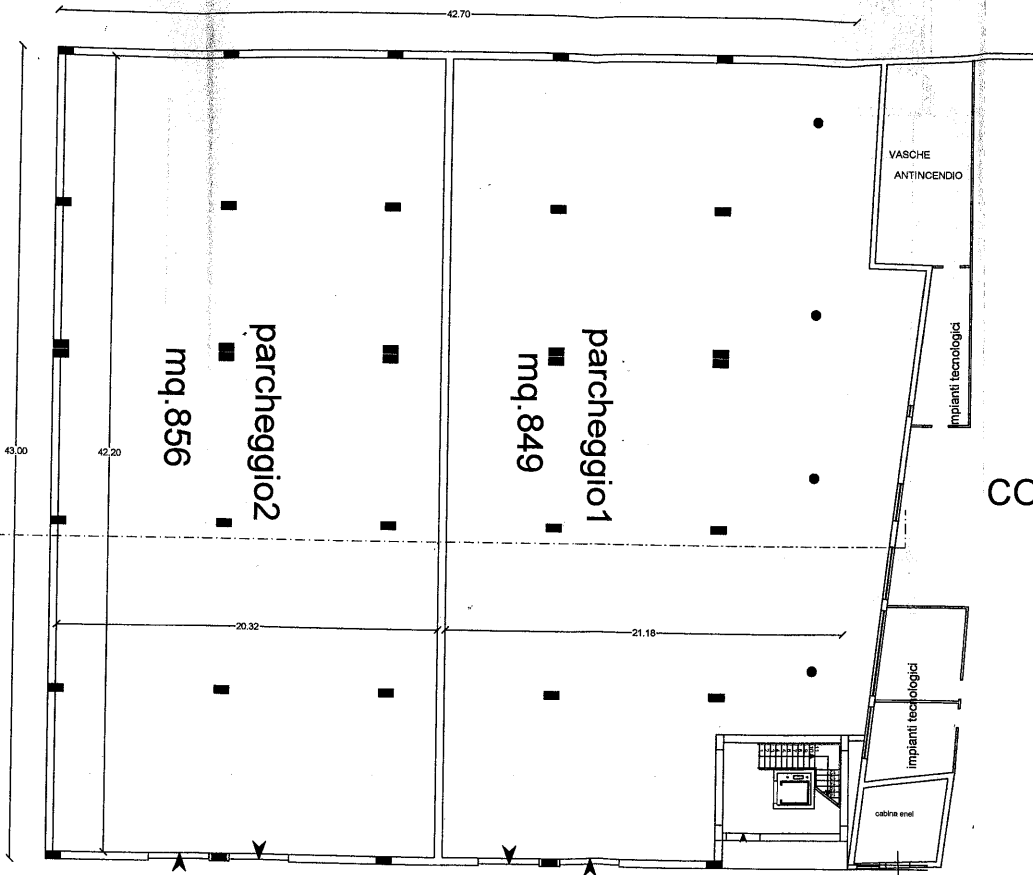 42.70
VASCHE
ANTINCENDIO
parcheggio2
mq.856
parcheggio1
mq.849
impianti tecnologici
43.00
42.20
CO
20.32
21.18
impianti tecnologici
cabina enel